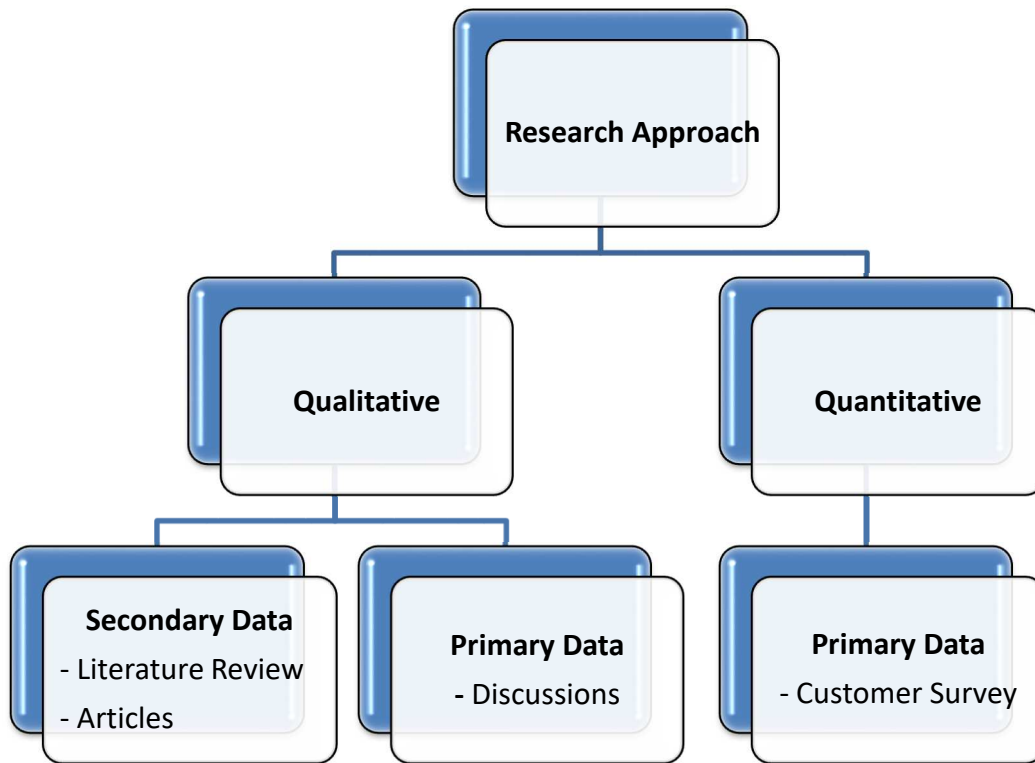 Research Approach
Qualitative
Quantitative
Secondary Data
- Literature Review
- Articles
Primary Data
- Discussions
Primary Data
- Customer Survey